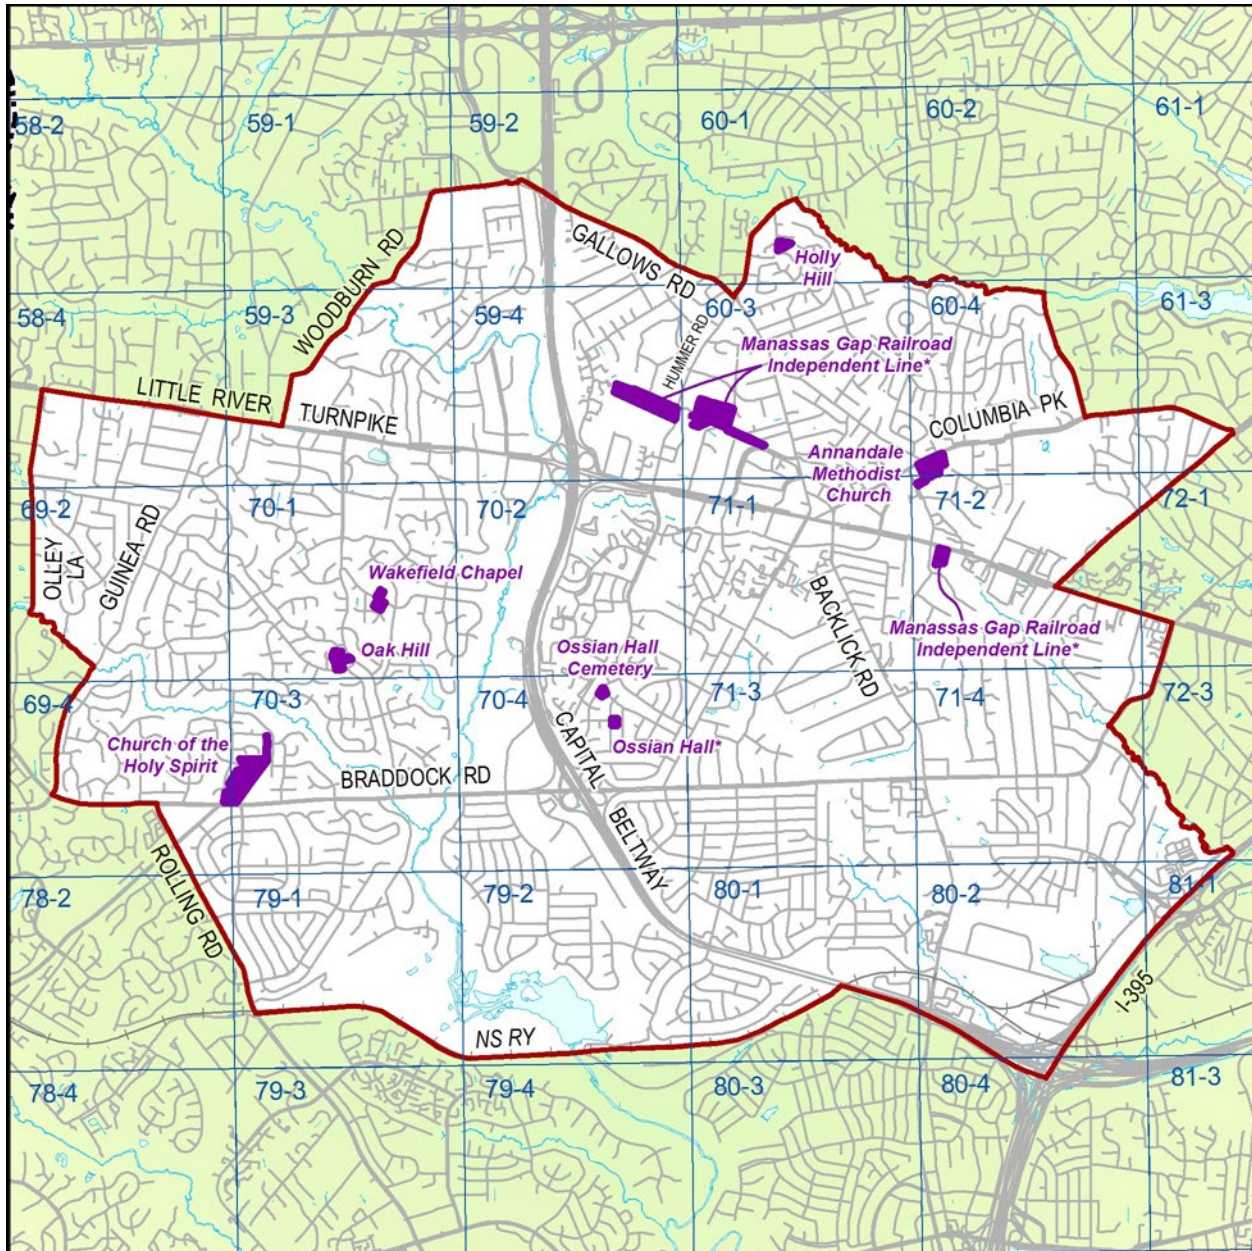 58-2
59-1
59-2
60-1
60-2
61-1
58-4
59-3
WOODBURN RD
59-4
GALLOWS RD
60-3
Holly
Hill
60-4
61-3
HUMMER RD
Manassas Gap Railroad
Independent Line*
LITTLE RIVER
TURNPIKE
COLUMBIA PK
Annandale
Methodist
Church
69-2
70-1
70-2
71-1
71-2
72-1
OLLEY
LA
GUINEA RD
Wakefield Chapel
BACKLICK RD
Manassas Gap Railroad
Independent Line*
Oak Hill
Ossian Hall
Cemetery
69-4
70-3
70-4
71-3
71-4
72-3
Church of the
Holy Spirit
Ossian Hall*
BRADDOCK RD
CAPITAL
BELTWAY
ROLLING RD
78-2
79-1
79-2
80-1
80-2
81-1
I-395
NS RY
78-4
79-3
79-4
80-3
80-4
81-3